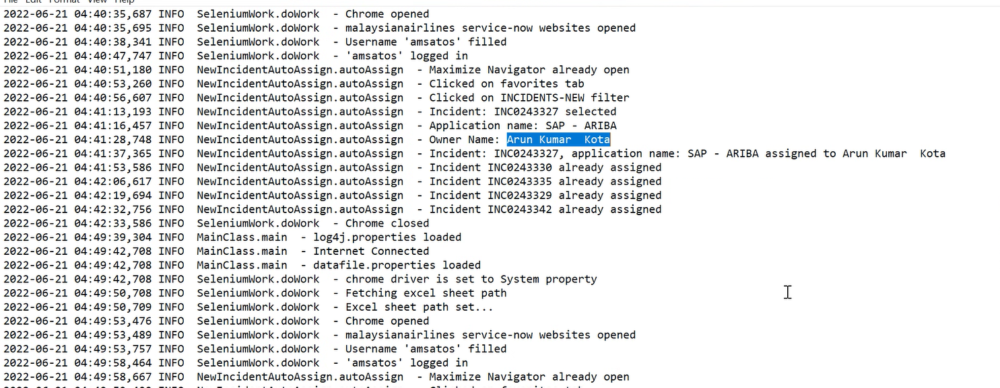 File Edit Format View Help
2022-06-21 04:40:35,687 INFO  SeleniumWork.doWork  - Chrome opened
2022-06-21 04:40:35,695 INFO  SeleniumWork.doWork  - malaysianairlines service-now websites opened
2022-06-21 04:40:38,341 INFO  SeleniumWork.doWork  - Username 'amsatos' filled
2022-06-21 04:40:47,747 INFO  SeleniumWork.doWork  - 'amsatos' logged in
2022-06-21 04:40:51,180 INFO  NewIncidentAutoAssign.autoAssign  - Maximize Navigator already open
2022-06-21 04:40:53,260 INFO  NewIncidentAutoAssign.autoAssign  - Clicked on favorites tab
2022-06-21 04:40:56,607 INFO  NewIncidentAutoAssign.autoAssign  - Clicked on INCIDENTS-NEW filter
2022-06-21 04:41:13,193 INFO  NewIncidentAutoAssign.autoAssign  - Incident: INC0243327 selected
2022-06-21 04:41:16,457 INFO  NewIncidentAutoAssign.autoAssign  - Application name: SAP - ARIBA
2022-06-21 04:41:28,748 INFO  NewIncidentAutoAssign.autoAssign  - Owner Name: Arun Kumar  Kota
2022-06-21 04:41:37,365 INFO  NewIncidentAutoAssign.autoAssign  - Incident: INC0243327, application name: SAP - ARIBA assigned to Arun Kumar  Kota
2022-06-21 04:41:53,586 INFO  NewIncidentAutoAssign.autoAssign  - Incident INC0243330 already assigned
2022-06-21 04:42:06,617 INFO  NewIncidentAutoAssign.autoAssign  - Incident INC0243335 already assigned
2022-06-21 04:42:19,694 INFO  NewIncidentAutoAssign.autoAssign  - Incident INC0243329 already assigned
2022-06-21 04:42:32,756 INFO  NewIncidentAutoAssign.autoAssign  - Incident INC0243342 already assigned
2022-06-21 04:42:33,586 INFO  SeleniumWork.doWork  - Chrome closed
2022-06-21 04:49:39,304 INFO  MainClass.main  - log4j.properties loaded
2022-06-21 04:49:42,708 INFO  MainClass.main  - Internet Connected
2022-06-21 04:49:42,708 INFO  MainClass.main  - datafile.properties loaded
2022-06-21 04:49:42,708 INFO  SeleniumWork.doWork  - chrome driver is set to System property
2022-06-21 04:49:50,708 INFO  SeleniumWork.doWork  - Fetching excel sheet path
2022-06-21 04:49:50,709 INFO  SeleniumWork.doWork  - Excel sheet path set...
2022-06-21 04:49:53,476 INFO  SeleniumWork.doWork  - Chrome opened
2022-06-21 04:49:53,489 INFO  SeleniumWork.doWork  - malaysianairlines service-now websites opened
2022-06-21 04:49:53,757 INFO  SeleniumWork.doWork  - Username 'amsatos' filled
2022-06-21 04:49:58,464 INFO  SeleniumWork.doWork  - 'amsatos' logged in
2022-06-21 04:49:58,667 INFO  NewIncidentAutoAssign.autoAssign  - Maximize Navigator already open